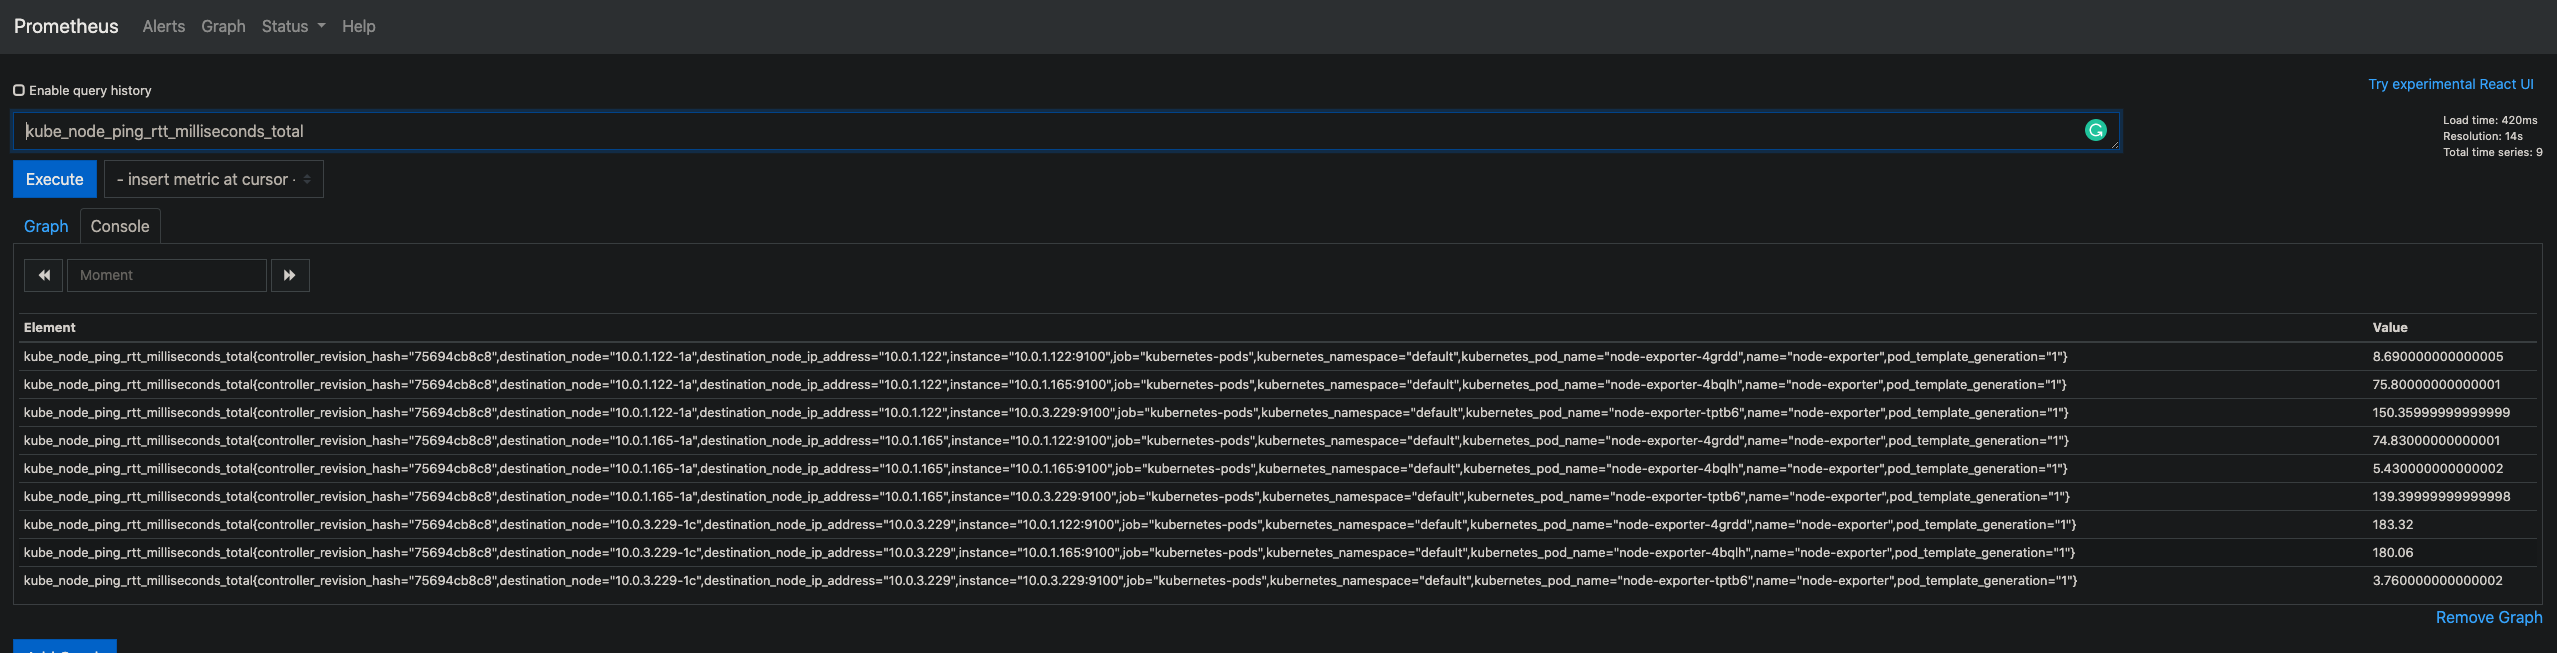 Prometheus Alerts Graph Status Help
Enable query history
Try experimental React UI
kube_node_ping_rtt_milliseconds_total
Load time: 420ms
Resolution: 14s
Total time series: 9
Execute - insert metric at cursor -
Graph Console
Moment
Element Value
kube_node_ping_rtt_milliseconds_total{controller_revision_hash="75694cb8c8",destination_node="10.0.1.122-1a",destination_node_ip_address="10.0.1.122",instance="10.0.1.122:9100",job="kubernetes-pods",kubernetes_namespace="default",kubernetes_pod_name="node-exporter-4grdd",name="node-exporter",pod_template_generation="1"} 8.690000000000005
kube_node_ping_rtt_milliseconds_total{controller_revision_hash="75694cb8c8",destination_node="10.0.1.122-1a",destination_node_ip_address="10.0.1.122",instance="10.0.1.165:9100",job="kubernetes-pods",kubernetes_namespace="default",kubernetes_pod_name="node-exporter-4bqlh",name="node-exporter",pod_template_generation="1"} 75.80000000000001
kube_node_ping_rtt_milliseconds_total{controller_revision_hash="75694cb8c8",destination_node="10.0.1.122-1a",destination_node_ip_address="10.0.1.122",instance="10.0.3.229:9100",job="kubernetes-pods",kubernetes_namespace="default",kubernetes_pod_name="node-exporter-tptb6",name="node-exporter",pod_template_generation="1"} 150.35999999999999
kube_node_ping_rtt_milliseconds_total{controller_revision_hash="75694cb8c8",destination_node="10.0.1.165-1a",destination_node_ip_address="10.0.1.165",instance="10.0.1.122:9100",job="kubernetes-pods",kubernetes_namespace="default",kubernetes_pod_name="node-exporter-4grdd",name="node-exporter",pod_template_generation="1"} 74.83000000000001
kube_node_ping_rtt_milliseconds_total{controller_revision_hash="75694cb8c8",destination_node="10.0.1.165-1a",destination_node_ip_address="10.0.1.165",instance="10.0.1.165:9100",job="kubernetes-pods",kubernetes_namespace="default",kubernetes_pod_name="node-exporter-4bqlh",name="node-exporter",pod_template_generation="1"} 5.430000000000002
kube_node_ping_rtt_milliseconds_total{controller_revision_hash="75694cb8c8",destination_node="10.0.1.165-1a",destination_node_ip_address="10.0.1.165",instance="10.0.3.229:9100",job="kubernetes-pods",kubernetes_namespace="default",kubernetes_pod_name="node-exporter-tptb6",name="node-exporter",pod_template_generation="1"} 139.39999999999998
kube_node_ping_rtt_milliseconds_total{controller_revision_hash="75694cb8c8",destination_node="10.0.3.229-1c",destination_node_ip_address="10.0.3.229",instance="10.0.1.122:9100",job="kubernetes-pods",kubernetes_namespace="default",kubernetes_pod_name="node-exporter-4grdd",name="node-exporter",pod_template_generation="1"} 183.32
kube_node_ping_rtt_milliseconds_total{controller_revision_hash="75694cb8c8",destination_node="10.0.3.229-1c",destination_node_ip_address="10.0.3.229",instance="10.0.1.165:9100",job="kubernetes-pods",kubernetes_namespace="default",kubernetes_pod_name="node-exporter-4bqlh",name="node-exporter",pod_template_generation="1"} 180.06
kube_node_ping_rtt_milliseconds_total{controller_revision_hash="75694cb8c8",destination_node="10.0.3.229-1c",destination_node_ip_address="10.0.3.229",instance="10.0.3.229:9100",job="kubernetes-pods",kubernetes_namespace="default",kubernetes_pod_name="node-exporter-tptb6",name="node-exporter",pod_template_generation="1"} 3.760000000000002
Remove Graph